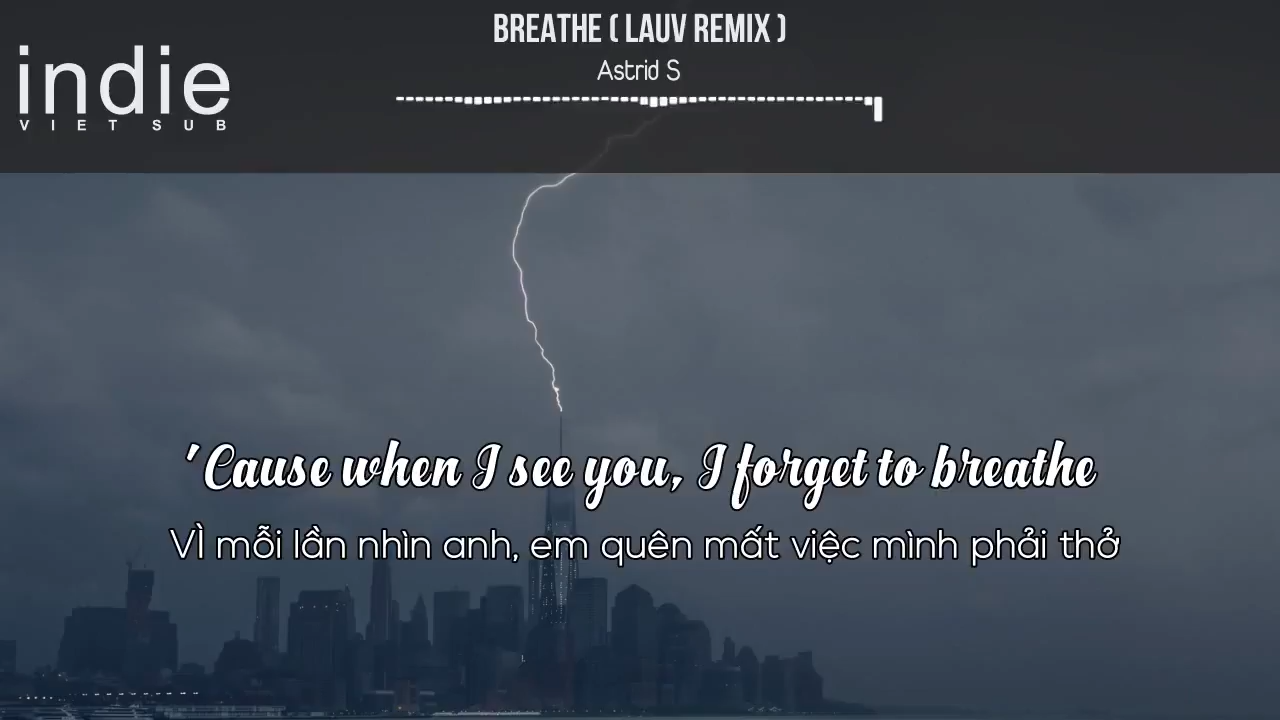 BREATHE ( LAUV REMIX )
Astrid S
indie
VIET SUB
'Cause when I see you, I forget to breathe
VÌ mỗi lần nhìn anh, em quên mất việc mình phải thở